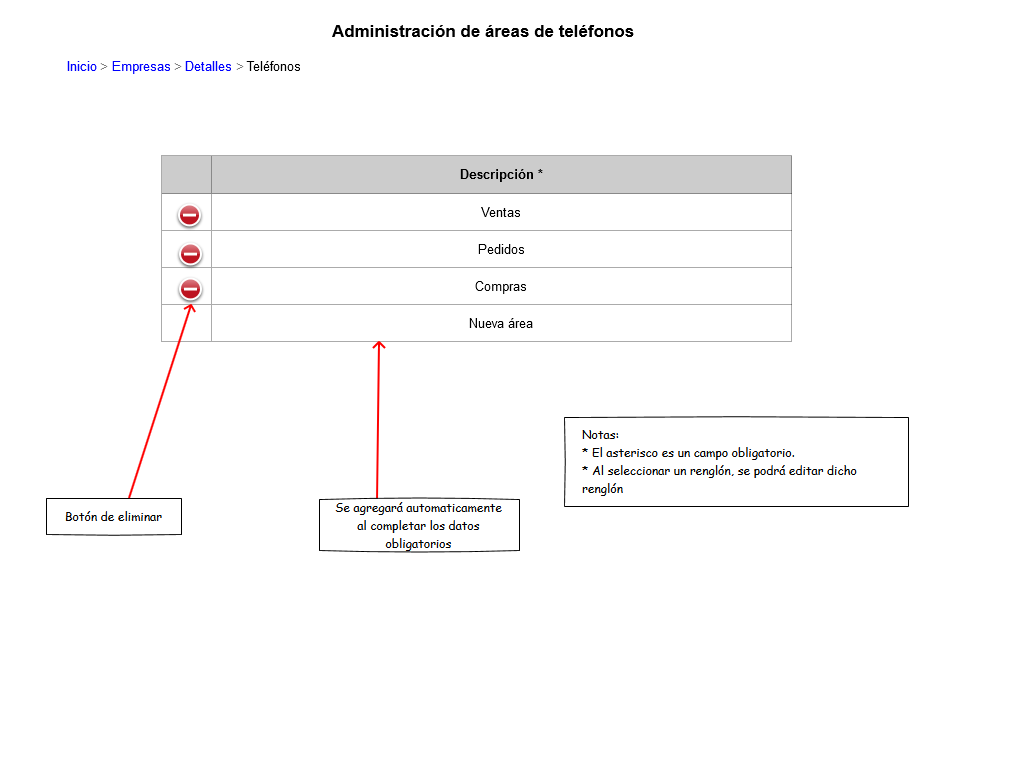 Administración de áreas de teléfonos
Inicio > Empresas > Detalles > Teléfonos
Descripción *
Ventas
Pedidos
Compras
Nueva área
Notas:
* El asterisco es un campo obligatorio.
* Al seleccionar un renglón, se podrá editar dicho
renglón
Botón de eliminar
Se agregará automaticamente
al completar los datos
obligatorios